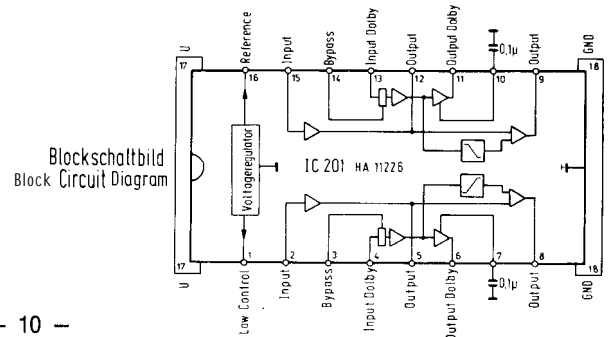 U
17
Reference
Input
Bypass
Input Dolby
Output
Output Dolby
0,1µ
Output
GND
18
16
15
14
13
12
11
10
9
Blockschaltbild
Block Circuit Diagram
Voltageregulator
IC 201 HA 11226
17
1
2
3
4
5
6
7
8
18
U
Low Control
Input
Bypass
Input Dolby
Output
Output Dolby
0,1µ
Output
GND
– 10 –